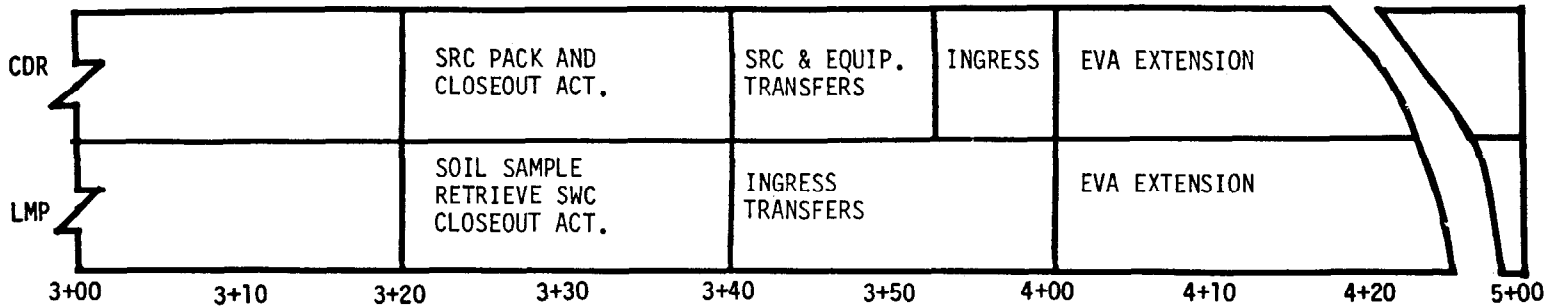 CDR
SRC PACK AND
CLOSEOUT ACT.
SRC & EQUIP.
TRANSFERS
INGRESS
EVA EXTENSION
LMP
SOIL SAMPLE
RETRIEVE SWC
CLOSEOUT ACT.
INGRESS
TRANSFERS
EVA EXTENSION
3+00 3+10 3+20 3+30 3+40 3+50 4+00 4+10 4+20 5+00